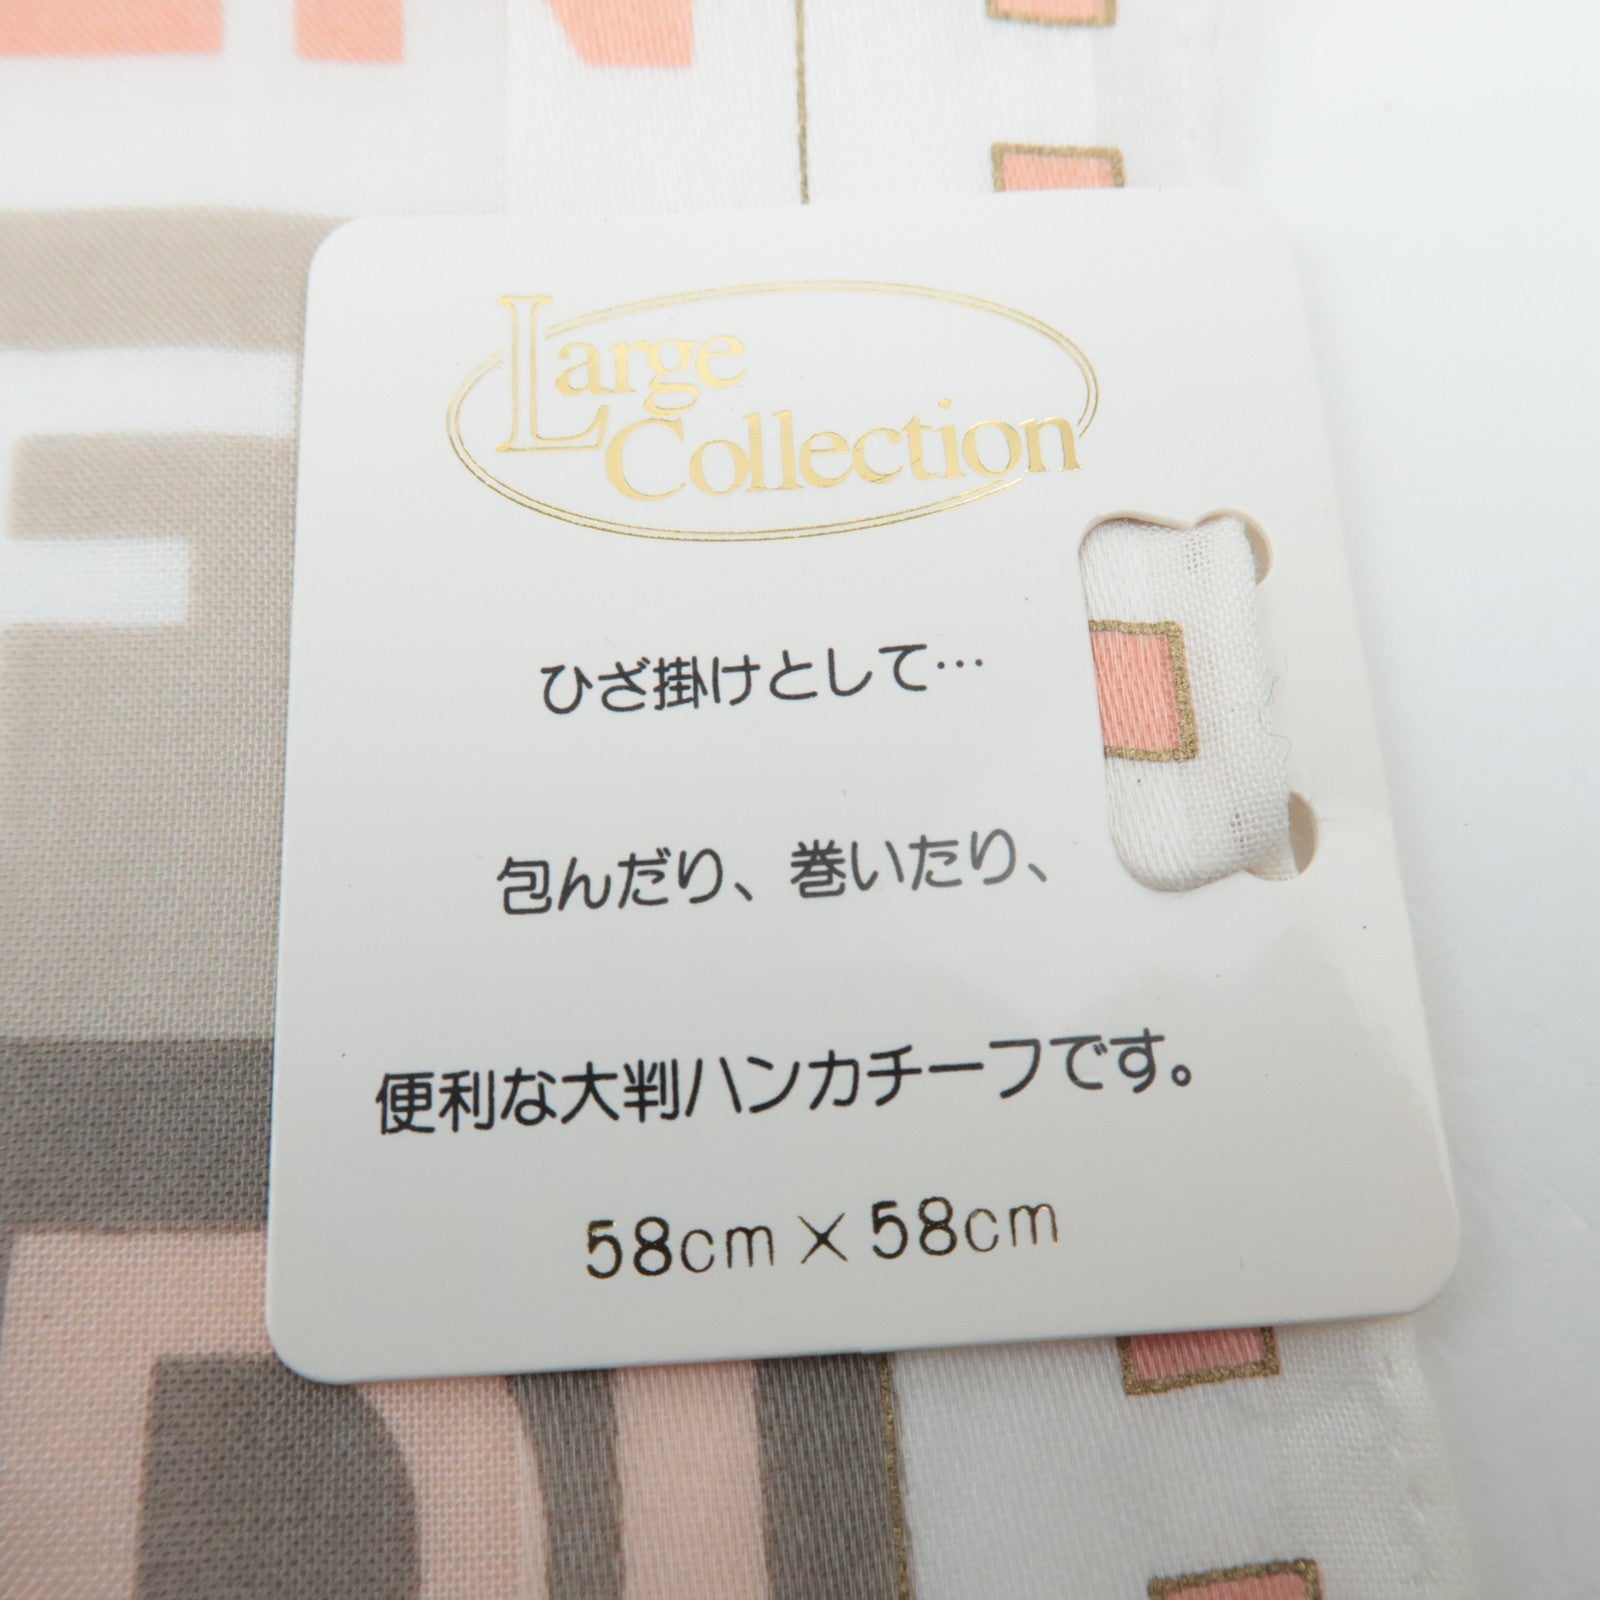 Large
Collection
ひざ掛けとして…
包んだり、巻いたり、
便利な大判ハンカチーフです。
58cm×58cm